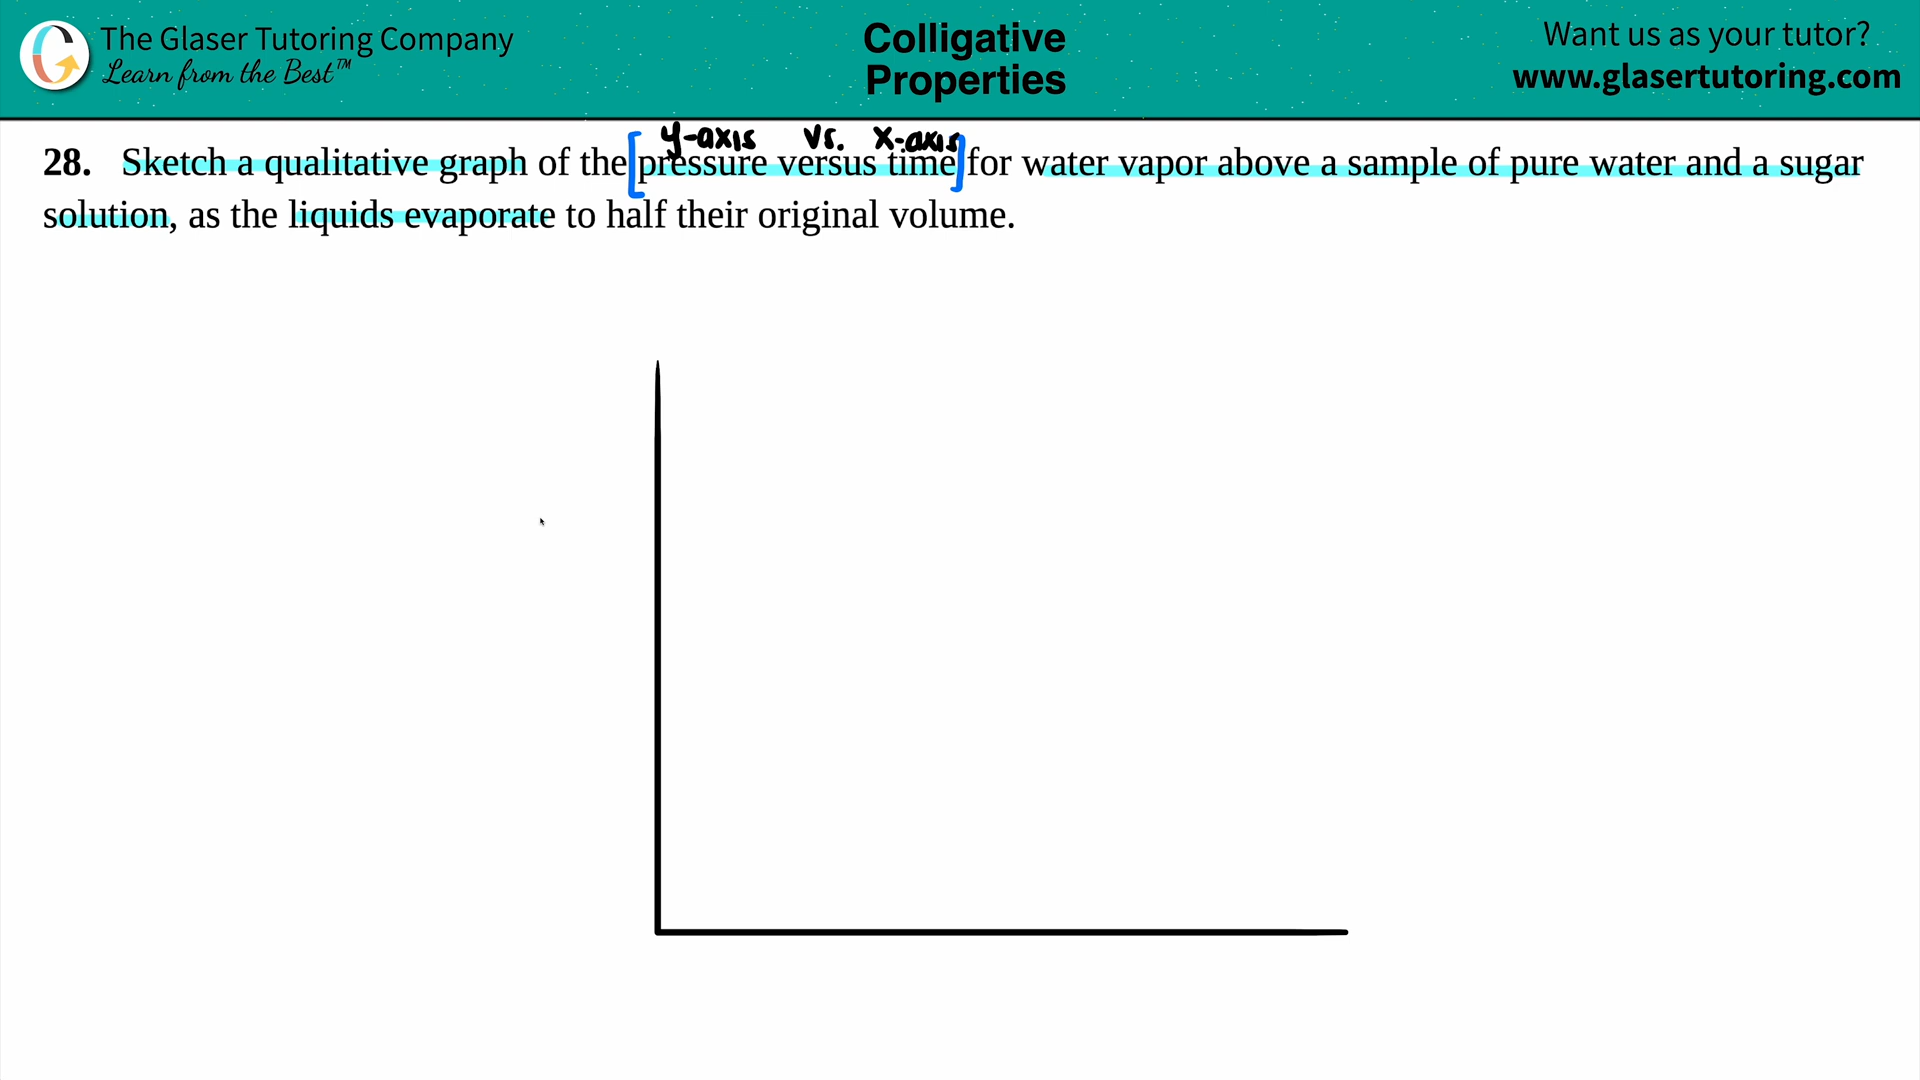 The Glaser Tutoring Company
Learn from the Best™
Colligative
Properties
Want us as your tutor?
www.glasertutoring.com
y-axis vs. x-axis
28. Sketch a qualitative graph of the [pressure versus time] for water vapor above a sample of pure water and a sugar
solution, as the liquids evaporate to half their original volume.